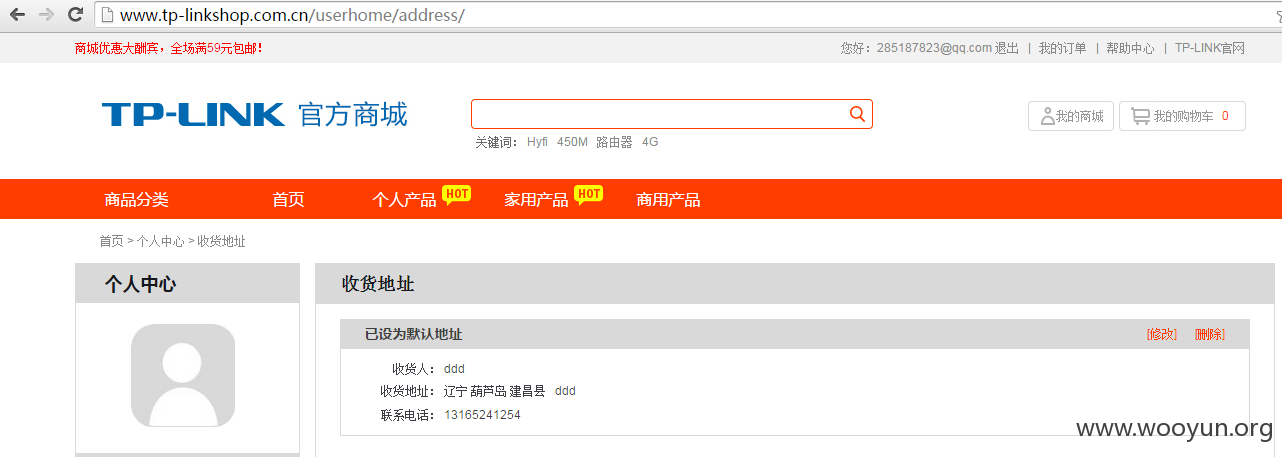 www.tp-linkshop.com.cn/userhome/address/
商城优惠大酬宾，全场满59元包邮！
您好：285187823@qq.com 退出 | 我的订单 | 帮助中心 | TP-LINK官网
TP-LINK 官方商城
我的商城
我的购物车 0
关键词： Hyfi 450M 路由器 4G
商品分类 首页 个人产品 HOT 家用产品 HOT 商用产品
首页 > 个人中心 > 收货地址
个人中心
收货地址
已设为默认地址 [修改] [删除]
收货人： ddd
收货地址： 辽宁 葫芦岛 建昌县 ddd
联系电话： 13165241254
www.wooyun.org